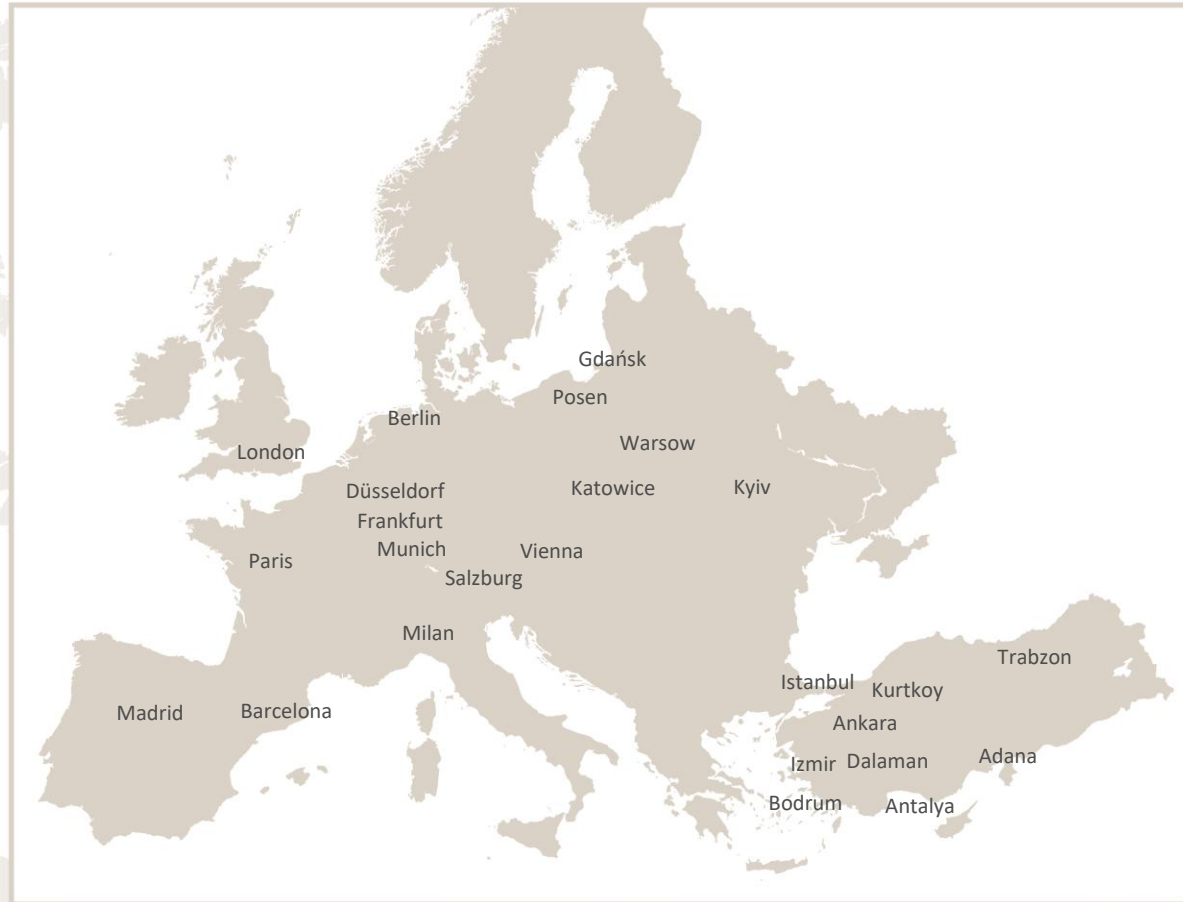 Gdańsk
Posen
Berlin
Warsow
London
Düsseldorf
Katowice
Kyiv
Frankfurt
Munich
Vienna
Paris
Salzburg
Milan
Trabzon
Istanbul
Kurtkoy
Madrid
Barcelona
Ankara
Izmir
Dalaman
Adana
Bodrum
Antalya